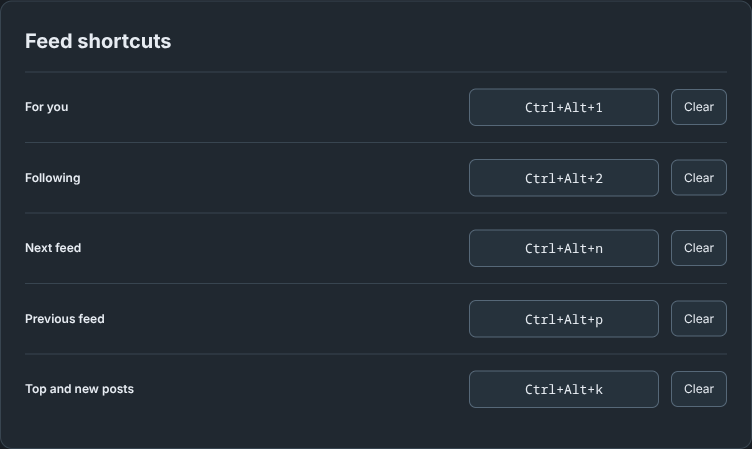 Feed shortcuts
For you Ctrl+Alt+1 Clear
Following Ctrl+Alt+2 Clear
Next feed Ctrl+Alt+n Clear
Previous feed Ctrl+Alt+p Clear
Top and new posts Ctrl+Alt+k Clear